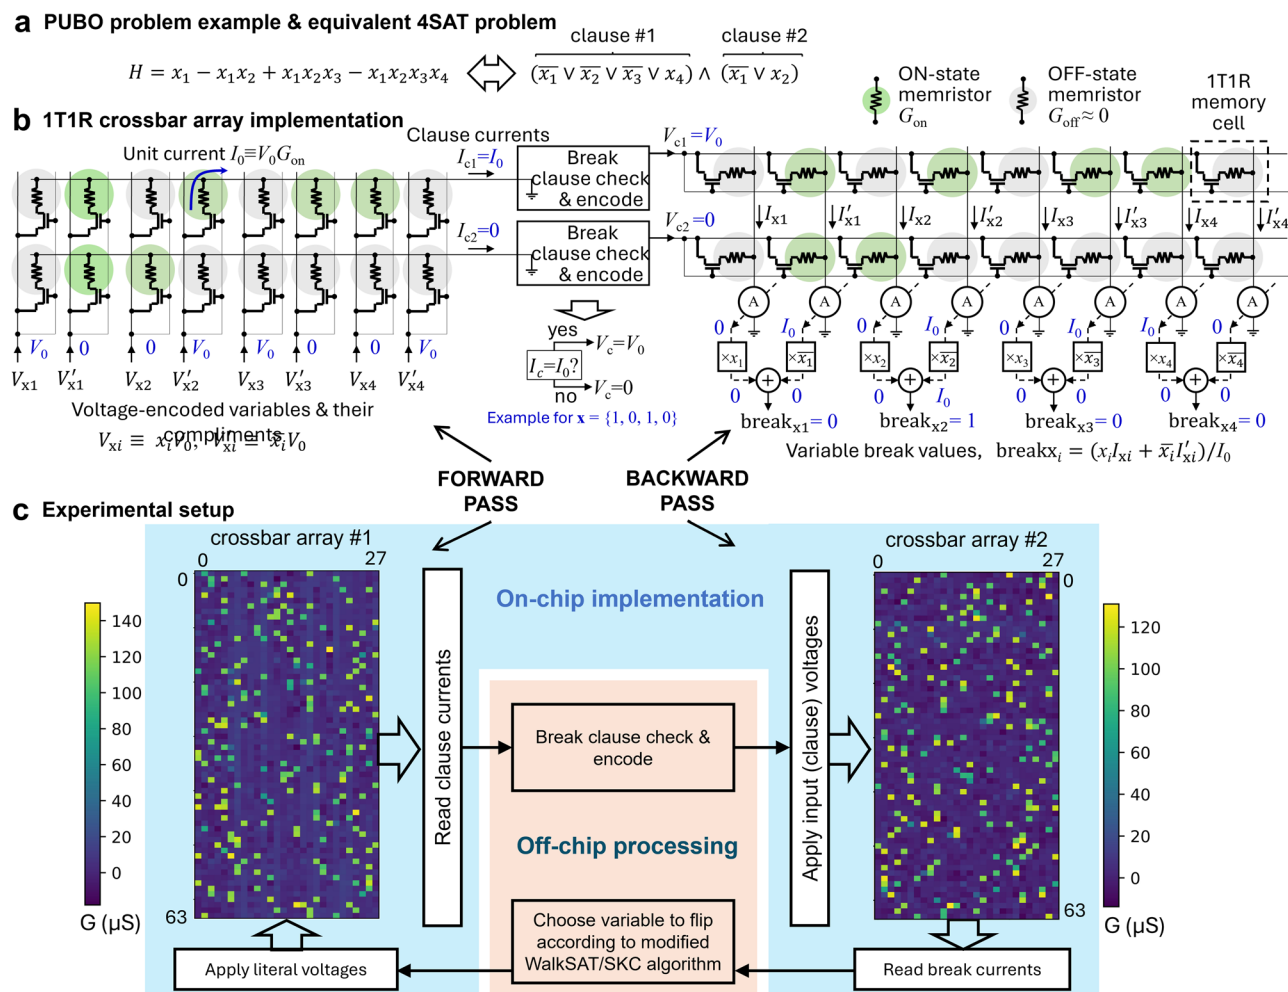 a PUBO problem example & equivalent 4SAT problem
clause #1 clause #2
H = x₁ − x₁x₂ + x₁x₂x₃ − x₁x₂x₃x₄ (x̅₁ ∨ x̅₂ ∨ x̅₃ ∨ x₄) ∧ (x̅₁ ∨ x₂)
ON-state memristor Gon
OFF-state memristor Goff ≈ 0
1T1R memory cell
b 1T1R crossbar array implementation
Unit current I₀≡V₀Gon
Clause currents
Ic1=I₀
Break clause check & encode
Vc1=V₀
Ic2=0
Break clause check & encode
Vc2=0
Ix1 I′x1 Ix2 I′x2 Ix3 I′x3 Ix4 I′x4
A A A A A A A A
V₀ 0 0 V₀ V₀ 0 0 V₀
Vx1 V′x1 Vx2 V′x2 Vx3 V′x3 Vx4 V′x4
Voltage-encoded variables & their
compliments
Vxi ≡ xiV₀, V′xi ≡ x̅iV₀
yes
Vc=V₀
Ic=I₀?
Vc=0
no
Example for x = {1, 0, 1, 0}
0 I₀ 0 I₀ 0 I₀ 0 I₀
×x₁ ×x̅₁ ×x₂ ×x̅₂ ×x₃ ×x̅₃ ×x₄ ×x̅₄
+ + + +
0 0 0 I₀ 0 0 0 0
breakx1= 0 breakx2= 1 breakx3= 0 breakx4= 0
Variable break values, breakxi = (xiIxi + x̅iI′xi)/I₀
FORWARD
PASS
BACKWARD
PASS
c Experimental setup
crossbar array #1
0 27
0
63
140
120
100
80
60
40
20
0
G (µS)
Read clause currents
On-chip implementation
Break clause check &
encode
Off-chip processing
Choose variable to flip
according to modified
WalkSAT/SKC algorithm
Apply literal voltages
Apply input (clause) voltages
crossbar array #2
0 27
0
63
120
100
80
60
40
20
0
G (µS)
Read break currents